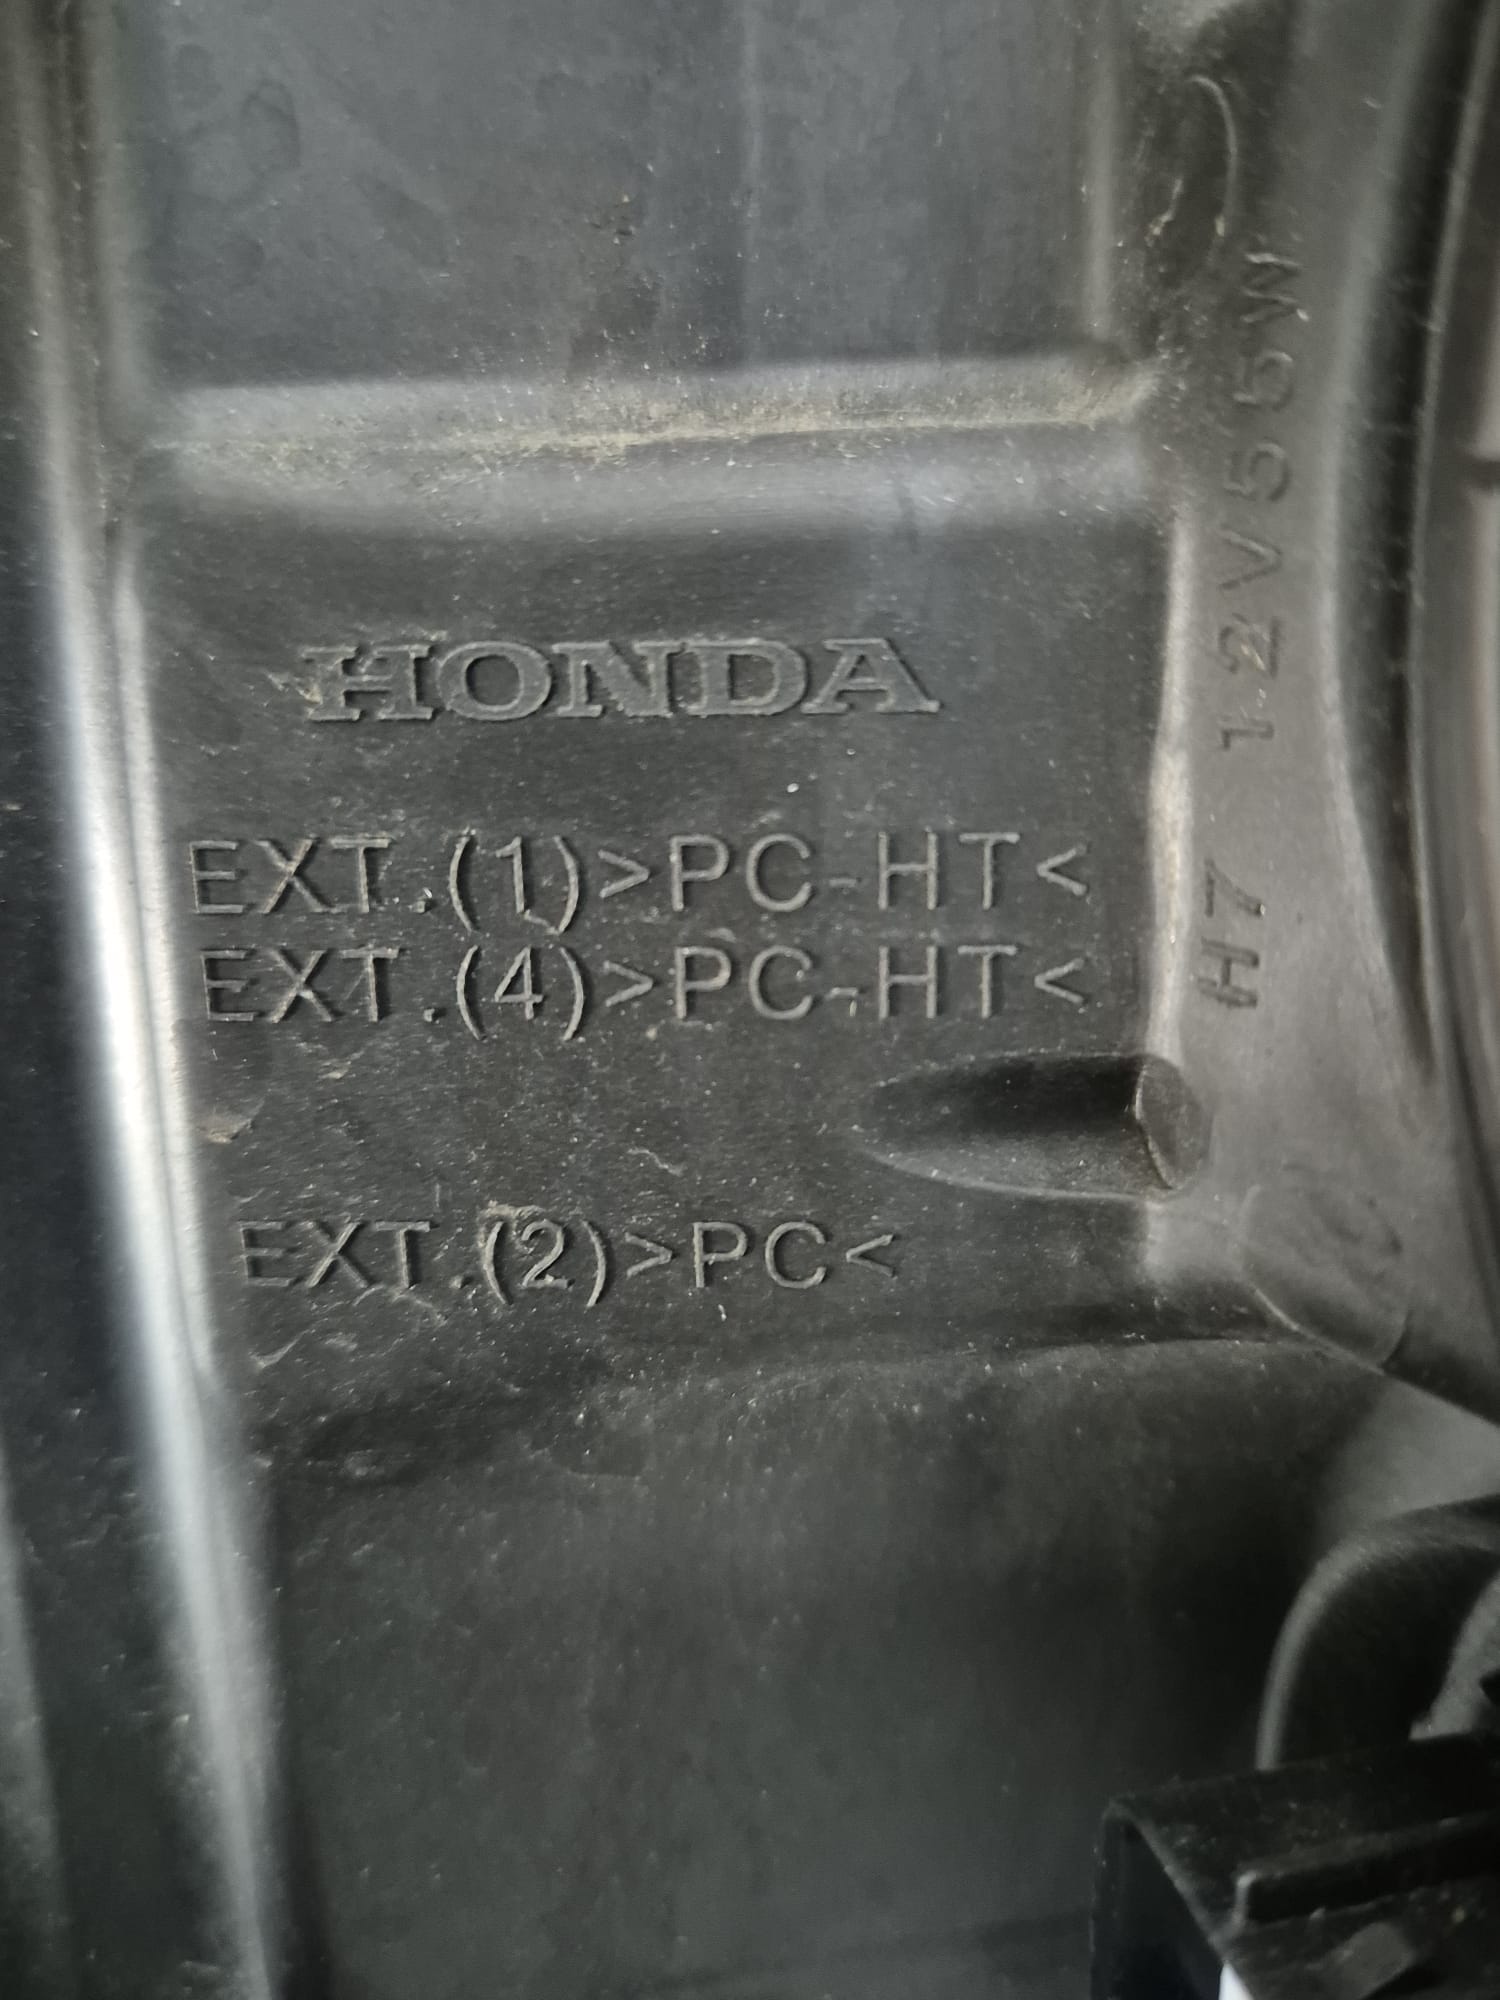 HONDA
EXT.(1)>PC-HT<
EXT.(4)>PC-HT<
EXT.(2)>PC<
H7 12V55W